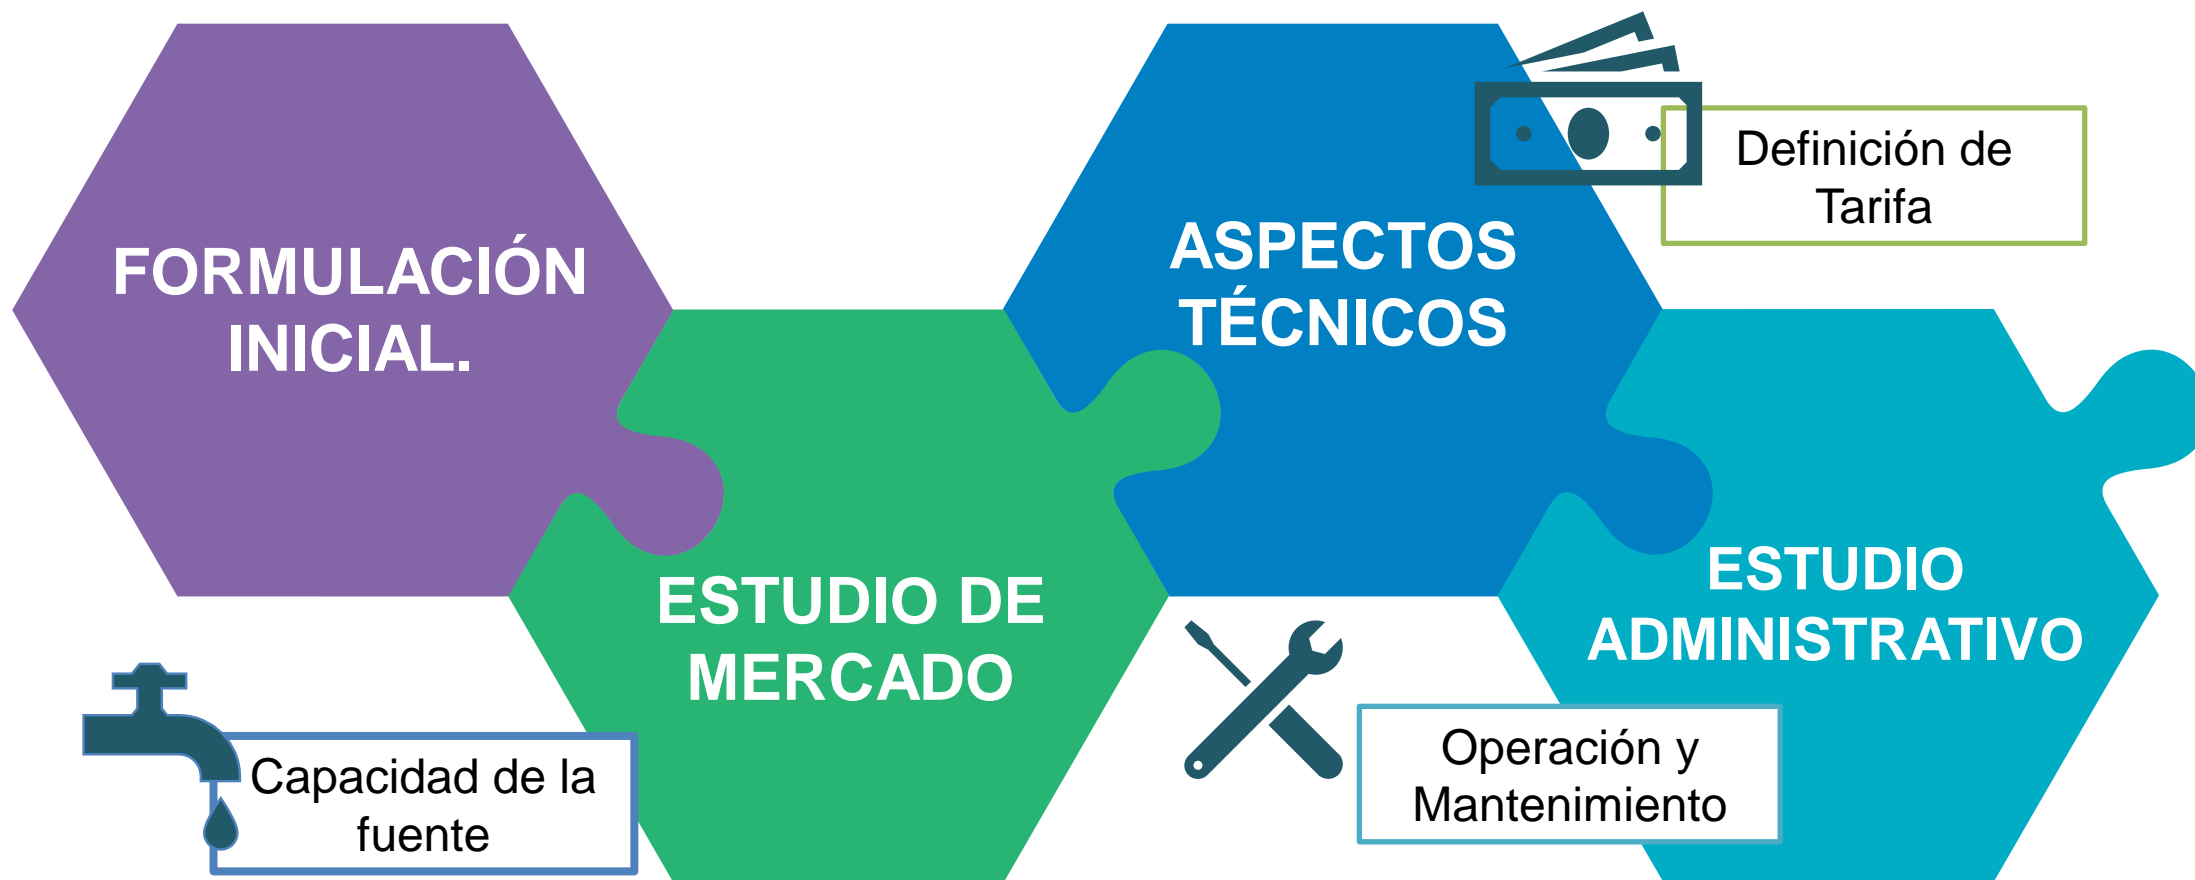 FORMULACIÓN
INICIAL.
ESTUDIO DE
MERCADO
ASPECTOS
TÉCNICOS
ESTUDIO
ADMINISTRATIVO
Definición de
Tarifa
Capacidad de la
fuente
Operación y
Mantenimiento